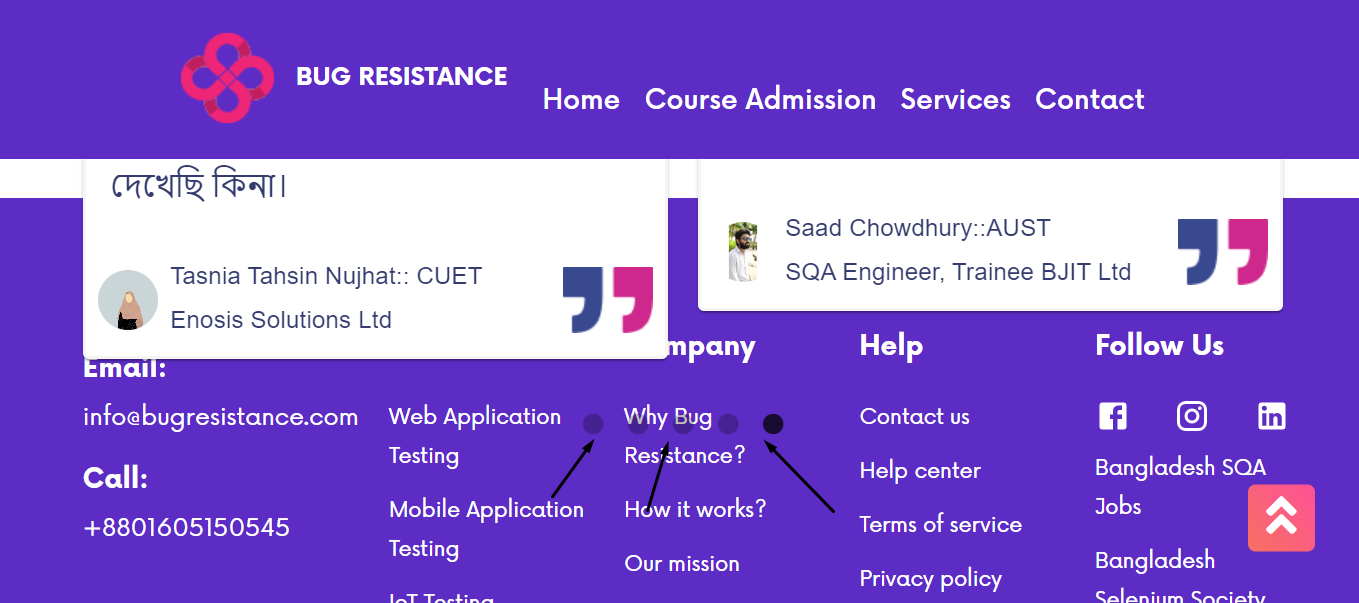 BUG RESISTANCE
Home Course Admission Services Contact
দেখেছি কিনা।
Tasnia Tahsin Nujhat:: CUET
Enosis Solutions Ltd
Saad Chowdhury::AUST
SQA Engineer, Trainee BJIT Ltd
Email:
info@bugresistance.com
Call:
+8801605150545
Web Application
Testing
Mobile Application
Testing
IoT Testing
mpany
Why Bug
Resistance?
How it works?
Our mission
Help
Contact us
Help center
Terms of service
Privacy policy
Follow Us
Bangladesh SQA
Jobs
Bangladesh
Selenium Society